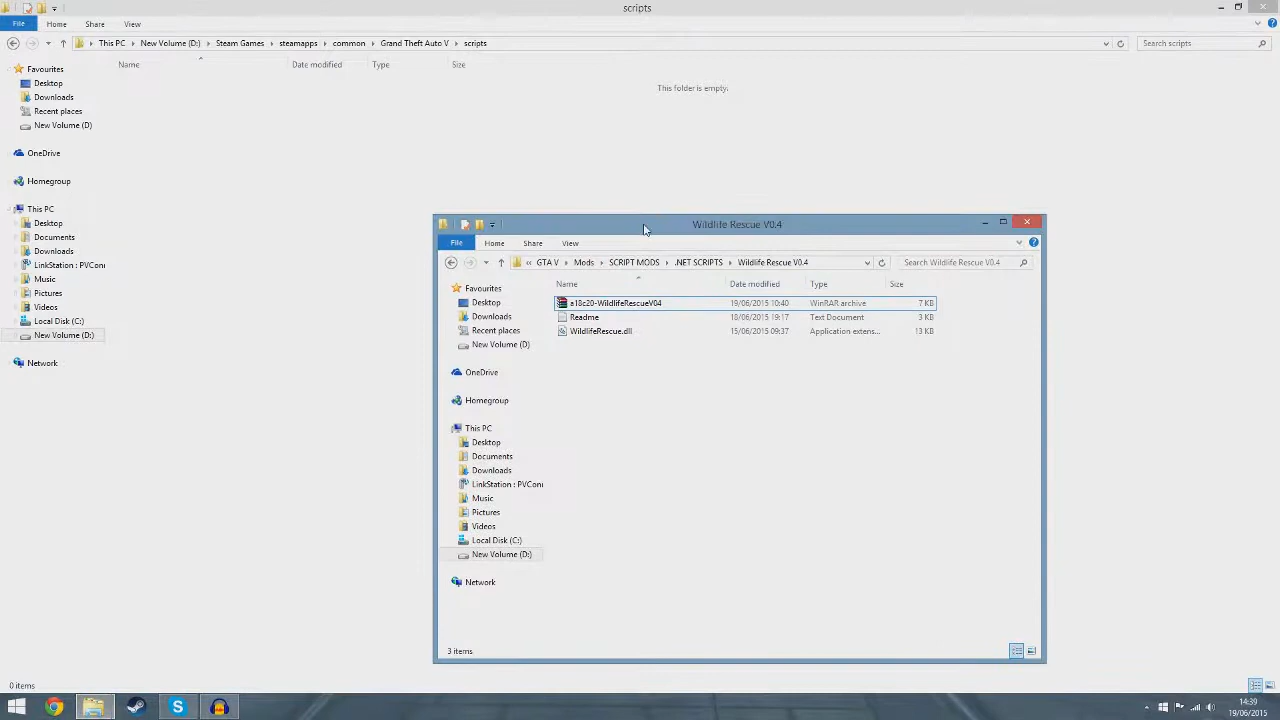 scripts
File Home Share View
This PC New Volume (D:) Steam Games steamapps common Grand Theft Auto V scripts Search scripts
Name Date modified Type Size
This folder is empty.
Favourites
Desktop
Downloads
Recent places
New Volume (D)
OneDrive
Homegroup
This PC
Desktop
Documents
Downloads
LinkStation : PVConn
Music
Pictures
Videos
Local Disk (C:)
New Volume (D:)
Network
0 items
Wildlife Rescue V0.4
File Home Share View
« GTA V Mods SCRIPT MODS .NET SCRIPTS Wildlife Rescue V0.4 Search Wildlife Rescue V0.4
Name Date modified Type Size
a18c20-WildlifeRescueV04 19/06/2015 10:40 WinRAR archive 7 KB
Readme 18/06/2015 19:17 Text Document 3 KB
WildlifeRescue.dll 15/06/2015 09:37 Application extens... 13 KB
Favourites
Desktop
Downloads
Recent places
New Volume (D)
OneDrive
Homegroup
This PC
Desktop
Documents
Downloads
LinkStation : PVConn
Music
Pictures
Videos
Local Disk (C:)
New Volume (D:)
Network
3 items
14:39
19/06/2015